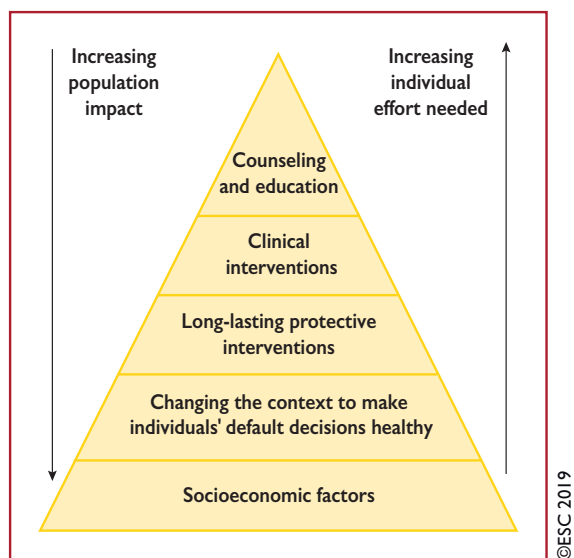 Increasing
population
impact
Increasing
individual
effort needed
Counseling
and education
Clinical
interventions
Long-lasting protective
interventions
Changing the context to make
individuals' default decisions healthy
Socioeconomic factors
©ESC 2019